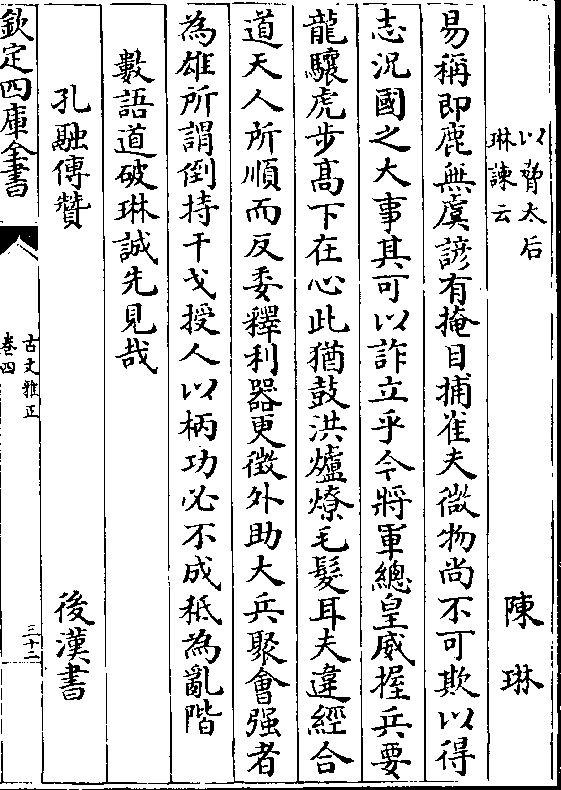 以脅太后
琳諫云
陳琳
易稱即鹿無虞諺有掩目捕雀夫微物尚不可欺以得
志況國之大事其可以詐立乎今將軍總皇威握兵要
龍驤虎步高下在心此猶鼓洪爐燎毛髮耳夫違經合
道天人所順而反委釋利器更徵外助大兵聚會强者
為雄所謂倒持干戈授人以柄功必不成秪為亂階
數語道破琳誠先見哉
孔融傳贊
後漢書
欽定四庫全書
古文雅正
卷四
三十二